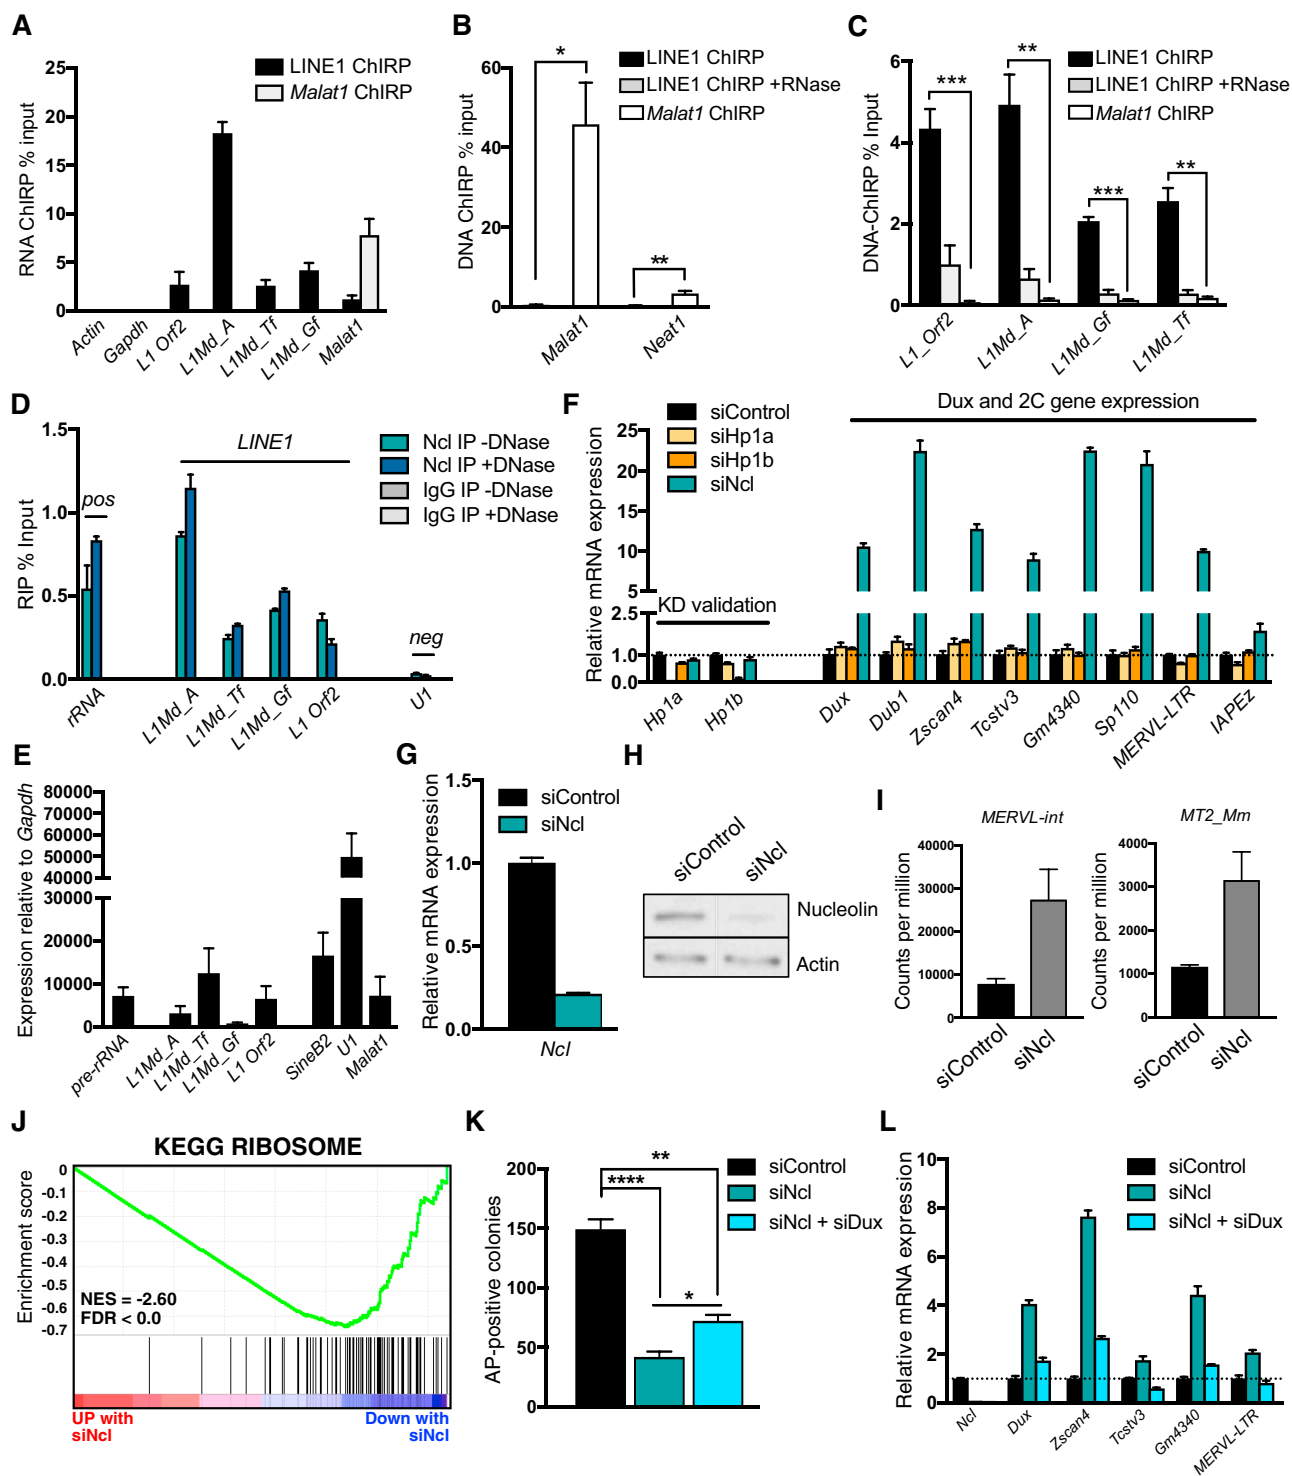 A
25
20
15
10
5
0
RNA ChIRP % input
LINE1 ChIRP
Malat1 ChIRP
Actin
Gapdh
L1 Orf2
L1Md_A
L1Md_Tf
L1Md_Gf
Malat1
B
60
40
20
0
DNA ChIRP % input
LINE1 ChIRP
LINE1 ChIRP +RNase
Malat1 ChIRP
*
**
Malat1
Neat1
C
6
4
2
0
DNA-ChIRP % Input
LINE1 ChIRP
LINE1 ChIRP +RNase
Malat1 ChIRP
***
**
***
**
L1_Orf2
L1Md_A
L1Md_Gf
L1Md_Tf
D
1.5
1.0
0.5
0.0
RIP % Input
LINE1
pos
neg
Ncl IP -DNase
Ncl IP +DNase
IgG IP -DNase
IgG IP +DNase
rRNA
L1Md_A
L1Md_Tf
L1Md_Gf
L1 Orf2
U1
F
siControl
siHp1a
siHp1b
siNcl
Dux and 2C gene expression
25
20
15
10
5
2.5
1.0
0.0
Relative mRNA expression
KD validation
Hp1a
Hp1b
Dux
Dub1
Zscan4
Tcstv3
Gm4340
Sp110
MERVL-LTR
IAPEz
E
80000
70000
60000
50000
40000
30000
20000
10000
0
Expression relative to Gapdh
pre-rRNA
L1Md_A
L1Md_Tf
L1Md_Gf
L1 Orf2
SineB2
U1
Malat1
G
1.5
1.0
0.5
0.0
Relative mRNA expression
siControl
siNcl
Ncl
H
siControl
siNcl
Nucleolin
Actin
I
MERVL-int
40000
30000
20000
10000
0
Counts per million
siControl
siNcl
MT2_Mm
4000
3000
2000
1000
0
Counts per million
siControl
siNcl
J
KEGG RIBOSOME
0
-0.1
-0.2
-0.3
-0.4
-0.5
-0.6
-0.7
Enrichment score
NES = -2.60
FDR < 0.0
UP with
siNcl
Down with
siNcl
K
200
150
100
50
0
AP-positive colonies
siControl
siNcl
siNcl + siDux
**
****
*
L
10
8
6
4
2
0
Relative mRNA expression
siControl
siNcl
siNcl + siDux
Ncl
Dux
Zscan4
Tcstv3
Gm4340
MERVL-LTR